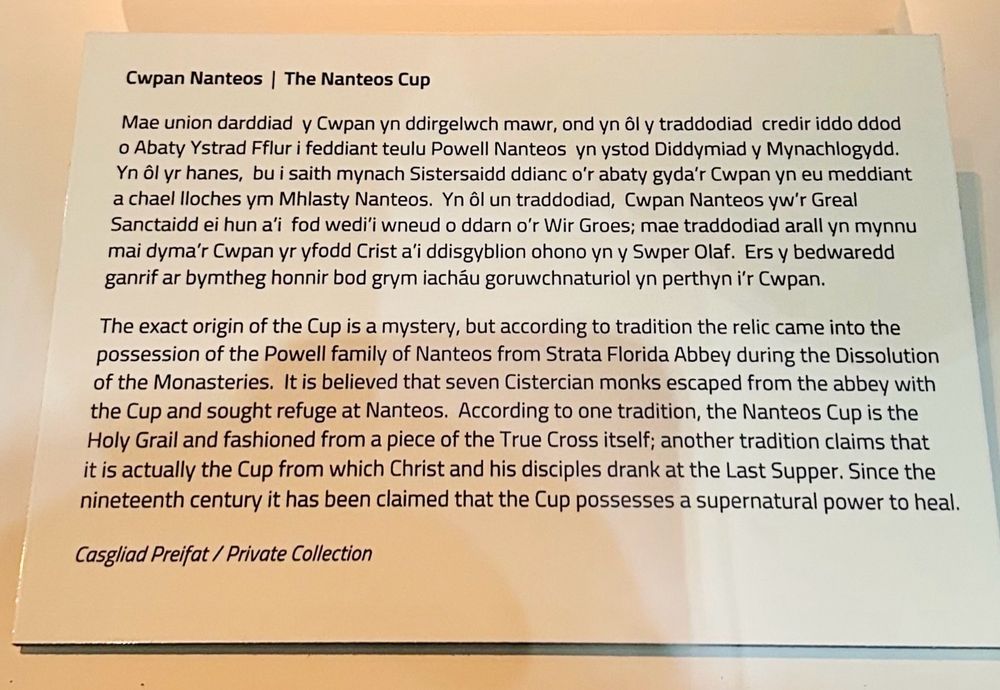 Cwpan Nanteos | The Nanteos Cup
Mae union darddiad y Cwpan yn ddirgelwch mawr, ond yn ôl y traddodiad credir iddo ddod
o Abaty Ystrad Fflur i feddiant teulu Powell Nanteos yn ystod Diddymiad y Mynachlogydd.
Yn ôl yr hanes, bu i saith mynach Sistersaidd ddianc o'r abaty gyda'r Cwpan yn eu meddiant
a chael lloches ym Mhlasty Nanteos. Yn ôl un traddodiad, Cwpan Nanteos yw'r Greal
Sanctaidd ei hun a'i fod wedi'i wneud o ddarn o'r Wir Groes; mae traddodiad arall yn mynnu
mai dyma'r Cwpan yr yfodd Crist a'i ddisgyblion ohono yn y Swper Olaf. Ers y bedwaredd
ganrif ar bymtheg honnir bod grym iacháu goruwchnaturiol yn perthyn i'r Cwpan.
The exact origin of the Cup is a mystery, but according to tradition the relic came into the
possession of the Powell family of Nanteos from Strata Florida Abbey during the Dissolution
of the Monasteries. It is believed that seven Cistercian monks escaped from the abbey with
the Cup and sought refuge at Nanteos. According to one tradition, the Nanteos Cup is the
Holy Grail and fashioned from a piece of the True Cross itself; another tradition claims that
it is actually the Cup from which Christ and his disciples drank at the Last Supper. Since the
nineteenth century it has been claimed that the Cup possesses a supernatural power to heal.
Casgliad Preifat / Private Collection